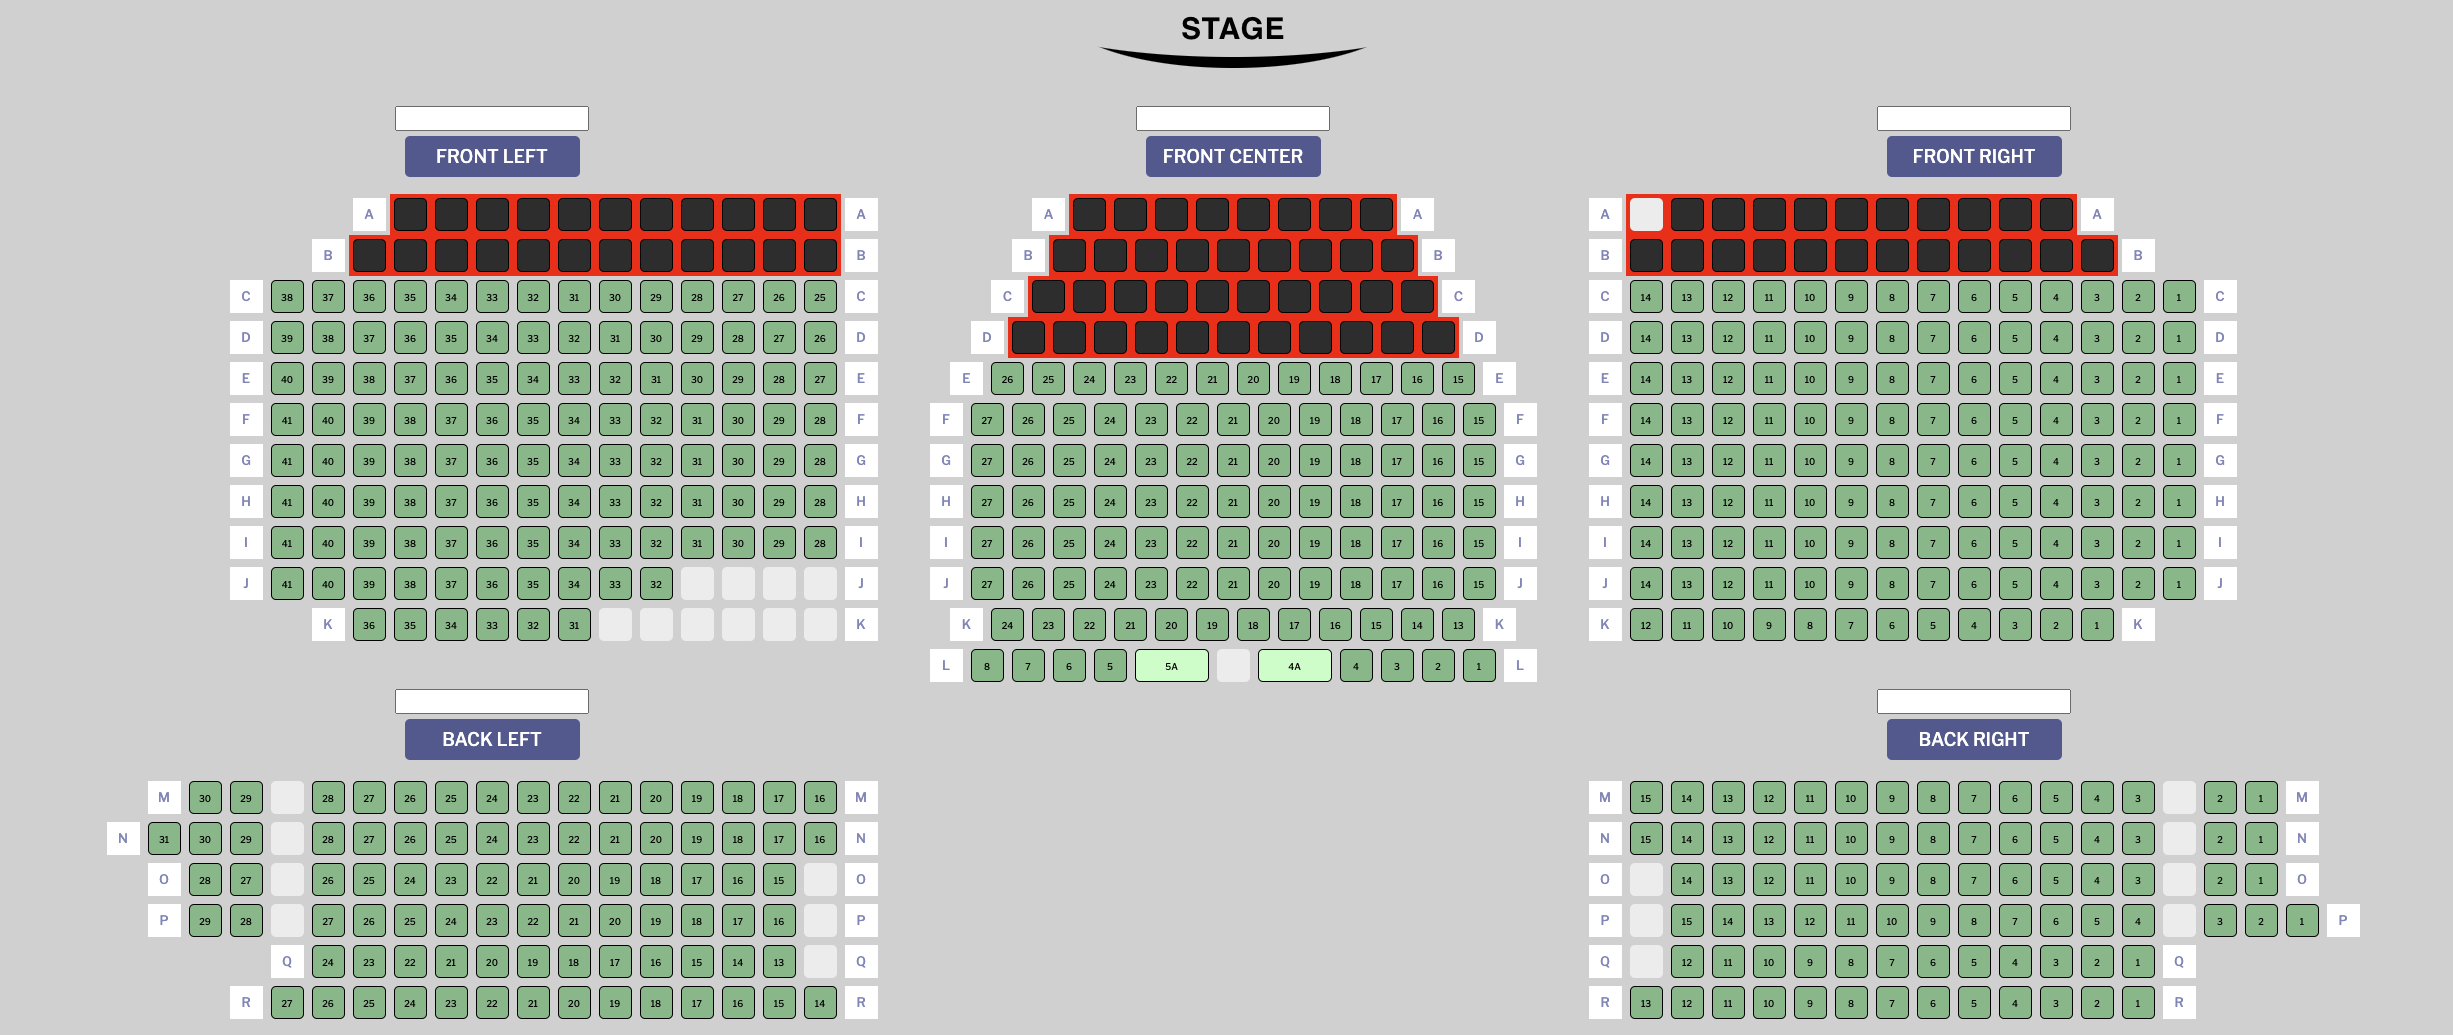 STAGE
FRONT LEFT
A A
B B
C 38 37 36 35 34 33 32 31 30 29 28 27 26 25 C
D 39 38 37 36 35 34 33 32 31 30 29 28 27 26 D
E 40 39 38 37 36 35 34 33 32 31 30 29 28 27 E
F 41 40 39 38 37 36 35 34 33 32 31 30 29 28 F
G 41 40 39 38 37 36 35 34 33 32 31 30 29 28 G
H 41 40 39 38 37 36 35 34 33 32 31 30 29 28 H
I 41 40 39 38 37 36 35 34 33 32 31 30 29 28 I
J 41 40 39 38 37 36 35 34 33 32 J
K 36 35 34 33 32 31 K
FRONT CENTER
A A
B B
C C
D D
E 26 25 24 23 22 21 20 19 18 17 16 15 E
F 27 26 25 24 23 22 21 20 19 18 17 16 15 F
G 27 26 25 24 23 22 21 20 19 18 17 16 15 G
H 27 26 25 24 23 22 21 20 19 18 17 16 15 H
I 27 26 25 24 23 22 21 20 19 18 17 16 15 I
J 27 26 25 24 23 22 21 20 19 18 17 16 15 J
K 24 23 22 21 20 19 18 17 16 15 14 13 K
L 8 7 6 5 5A 4A 4 3 2 1 L
FRONT RIGHT
A A
B B
C 14 13 12 11 10 9 8 7 6 5 4 3 2 1 C
D 14 13 12 11 10 9 8 7 6 5 4 3 2 1 D
E 14 13 12 11 10 9 8 7 6 5 4 3 2 1 E
F 14 13 12 11 10 9 8 7 6 5 4 3 2 1 F
G 14 13 12 11 10 9 8 7 6 5 4 3 2 1 G
H 14 13 12 11 10 9 8 7 6 5 4 3 2 1 H
I 14 13 12 11 10 9 8 7 6 5 4 3 2 1 I
J 14 13 12 11 10 9 8 7 6 5 4 3 2 1 J
K 12 11 10 9 8 7 6 5 4 3 2 1 K
BACK LEFT
M 30 29 28 27 26 25 24 23 22 21 20 19 18 17 16 M
N 31 30 29 28 27 26 25 24 23 22 21 20 19 18 17 16 N
O 28 27 26 25 24 23 22 21 20 19 18 17 16 15 O
P 29 28 27 26 25 24 23 22 21 20 19 18 17 16 P
Q 24 23 22 21 20 19 18 17 16 15 14 13 Q
R 27 26 25 24 23 22 21 20 19 18 17 16 15 14 R
BACK RIGHT
M 15 14 13 12 11 10 9 8 7 6 5 4 3 2 1 M
N 15 14 13 12 11 10 9 8 7 6 5 4 3 2 1 N
O 14 13 12 11 10 9 8 7 6 5 4 3 2 1 O
P 15 14 13 12 11 10 9 8 7 6 5 4 3 2 1 P
Q 12 11 10 9 8 7 6 5 4 3 2 1 Q
R 13 12 11 10 9 8 7 6 5 4 3 2 1 R